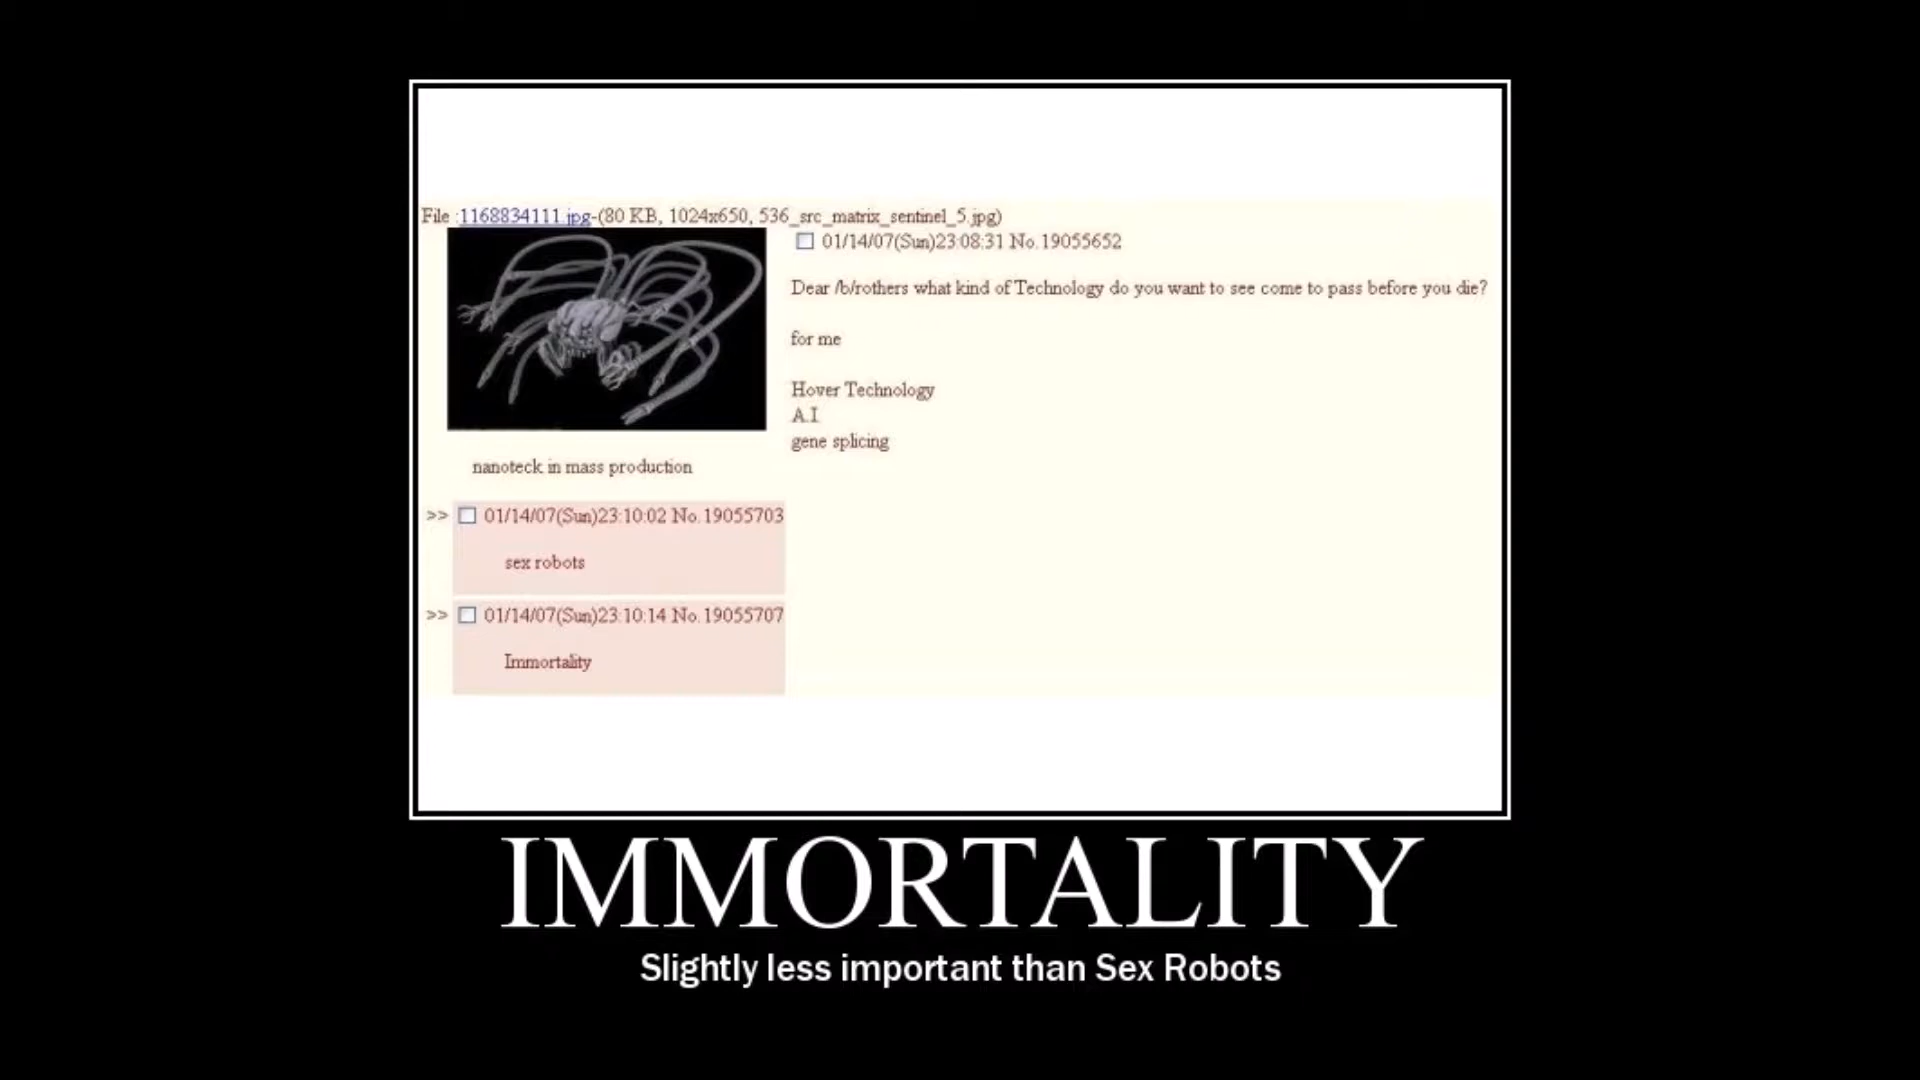 File :1168834111.jpg-(80 KB, 1024x650, 536_src_matrix_sentinel_5.jpg)
01/14/07(Sun)23:08:31 No.19055652
Dear /b/rothers what kind of Technology do you want to see come to pass before you die?
for me
Hover Technology
A.I
gene splicing
nanoteck in mass production
>> 01/14/07(Sun)23:10:02 No.19055703
sex robots
>> 01/14/07(Sun)23:10:14 No.19055707
Immortality
IMMORTALITY
Slightly less important than Sex Robots